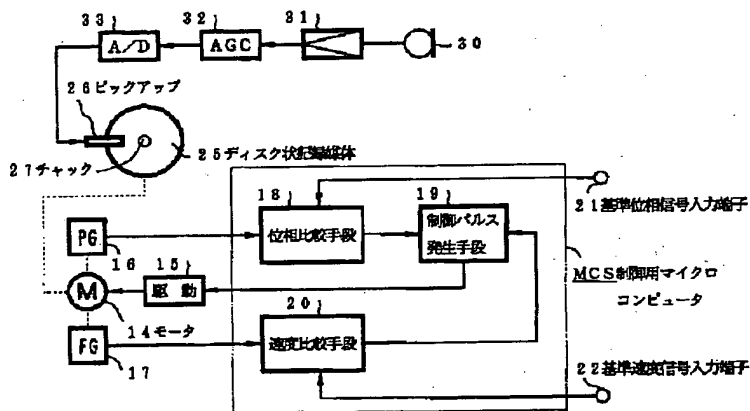 33
32
31
A/D
AGC
30
26ピックアップ
25ディスク状記録媒体
27チャック
18
19
21基準位相信号入力端子
位相比較手段
制御パルス
発生手段
PG
16
15
MCS制御用マイクロ
コンピュータ
M
駆動
20
14モータ
FG
速度比較手段
17
22基準速度信号入力端子